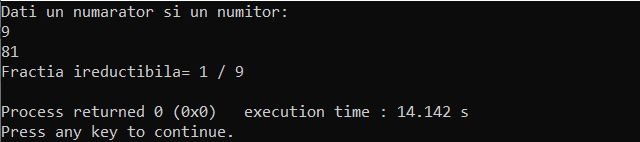 Dati un numarator si un numitor:
9
81
Fractia ireductibila= 1 / 9
Process returned 0 (0x0)   execution time : 14.142 s
Press any key to continue.